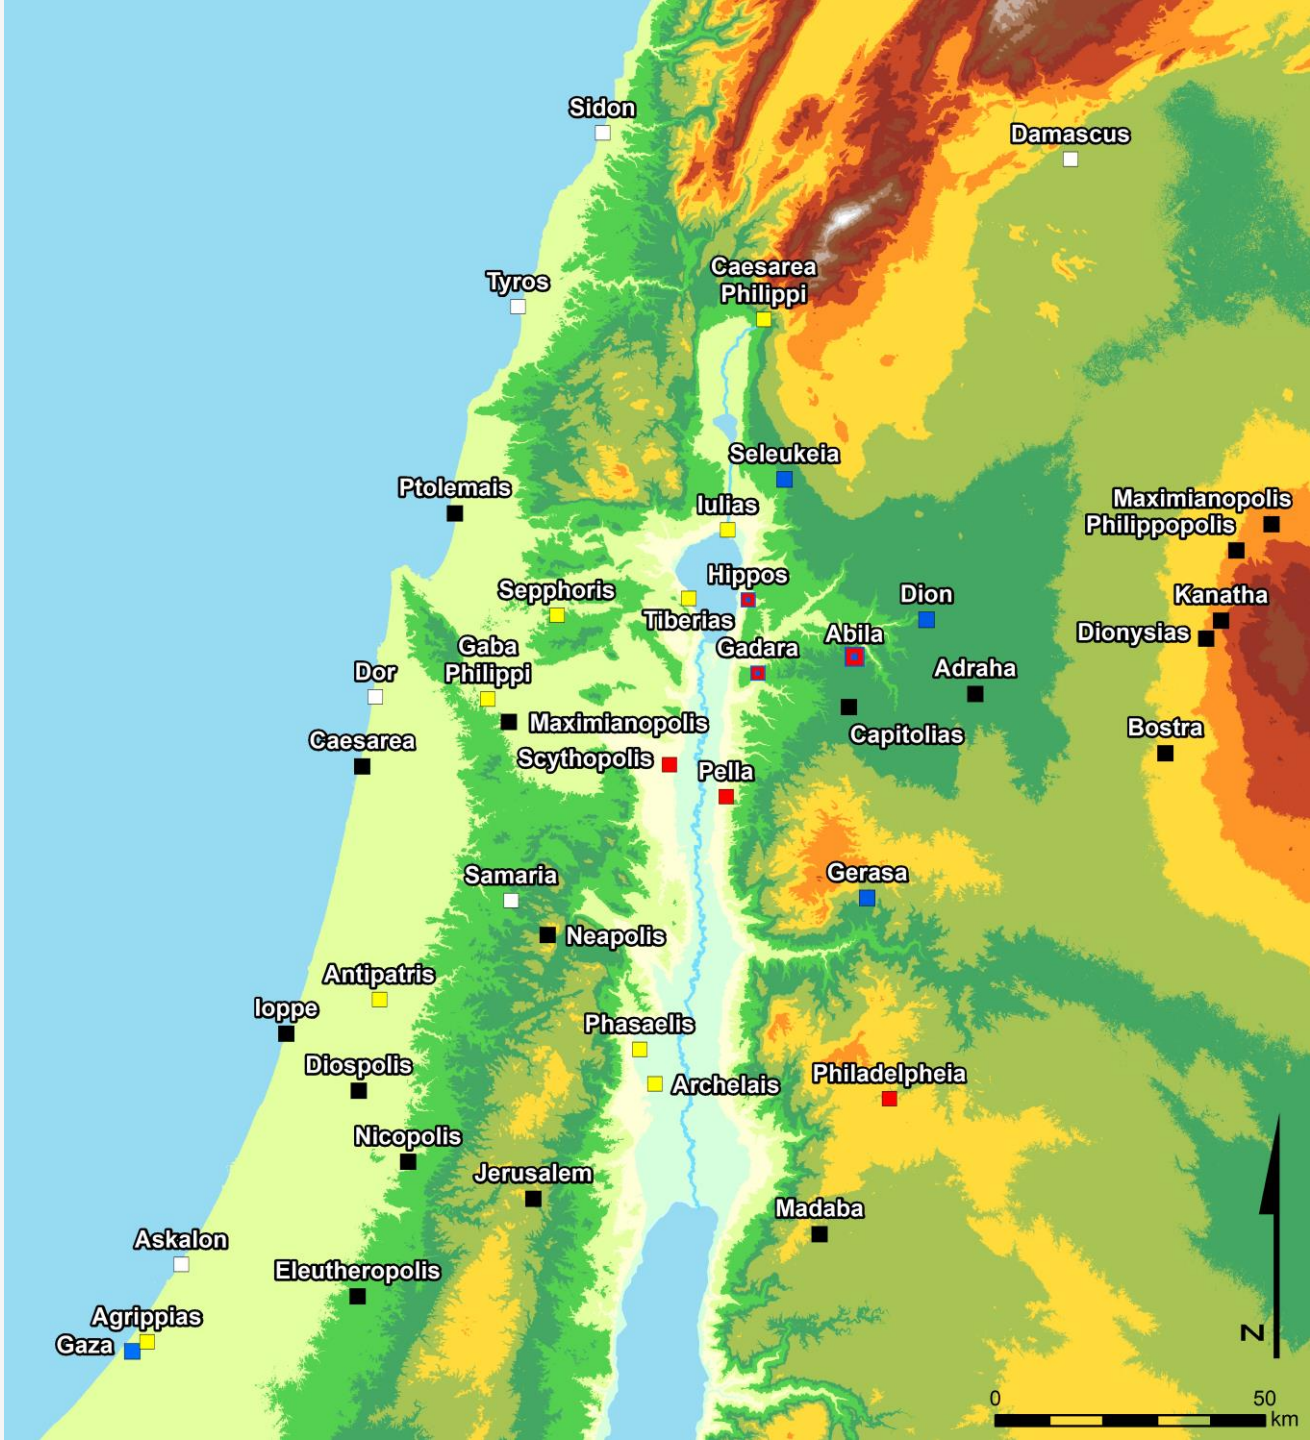 Sidon
Damascus
Caesarea
Philippi
Tyros
Seleukeia
Ptolemais
Maximianopolis
Iulias
Philippopolis
Hippos
Sepphoris
Dion
Kanatha
Tiberias
Dionysias
Abila
Gaba
Philippi
Gadara
Adraha
Dor
Maximianopolis
Capitolias
Bostra
Caesarea
Scythopolis
Pella
Samaria
Gerasa
Neapolis
Antipatris
Ioppe
Phasaelis
Diospolis
Archelais
Philadelpheia
Nicopolis
Jerusalem
Madaba
Askalon
Eleutheropolis
Agrippias
Gaza
N
0 50
km